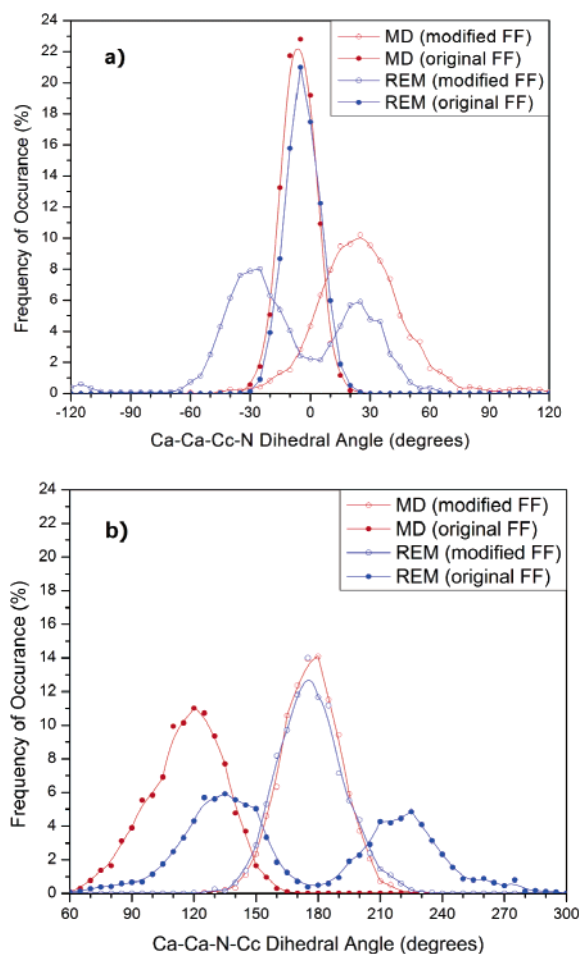 a)
MD (modified FF)
MD (original FF)
REM (modified FF)
REM (original FF)
Frequency of Occurance (%)
24
22
20
18
16
14
12
10
8
6
4
2
0
-120 -90 -60 -30 0 30 60 90 120
Ca-Ca-Cc-N Dihedral Angle (degrees)
b)
MD (modified FF)
MD (original FF)
REM (modified FF)
REM (original FF)
Frequency of Occurance (%)
24
22
20
18
16
14
12
10
8
6
4
2
0
60 90 120 150 180 210 240 270 300
Ca-Ca-N-Cc Dihedral Angle (degrees)